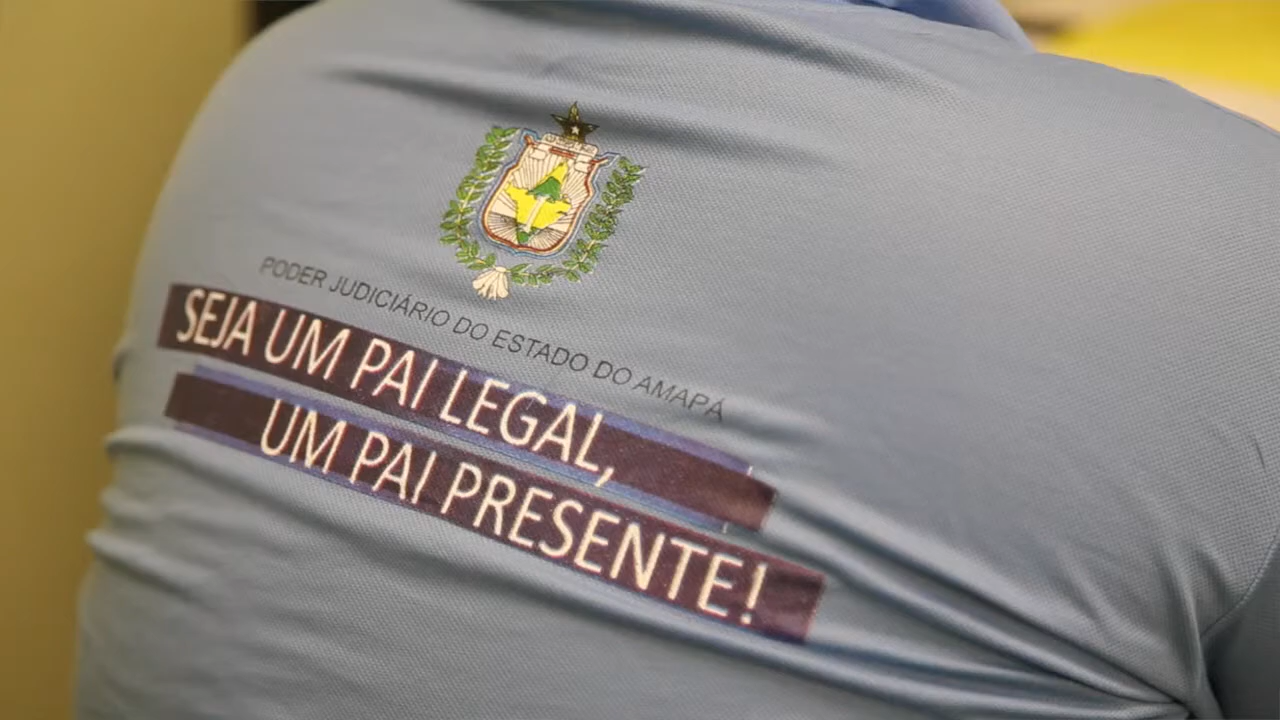 PODER JUDICIÁRIO DO ESTADO DO AMAPÁ
SEJA UM PAI LEGAL,
UM PAI PRESENTE!